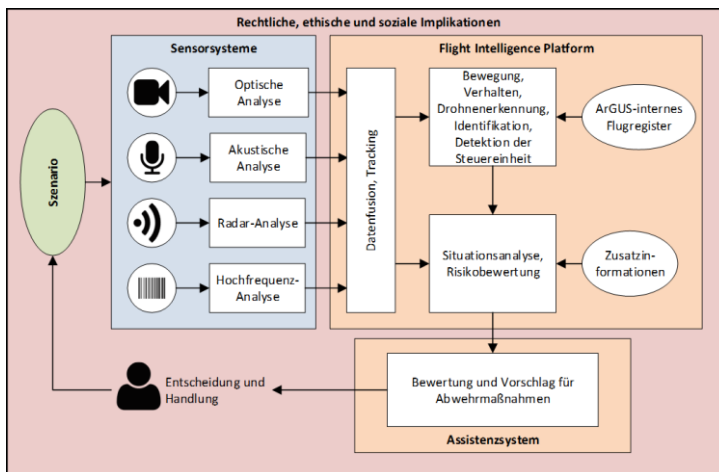 Rechtliche, ethische und soziale Implikationen
Sensorsysteme
Flight Intelligence Platform
Szenario
Optische
Analyse
Akustische
Analyse
Radar-Analyse
Hochfrequenz-
Analyse
Datenfusion, Tracking
Bewegung,
Verhalten,
Drohnenerkennung,
Identifikation,
Detektion der
Steuereinheit
ArGUS-internes
Flugregister
Situationsanalyse,
Risikobewertung
Zusatzin-
formationen
Bewertung und Vorschlag für
Abwehrmaßnahmen
Assistenzsystem
Entscheidung und
Handlung